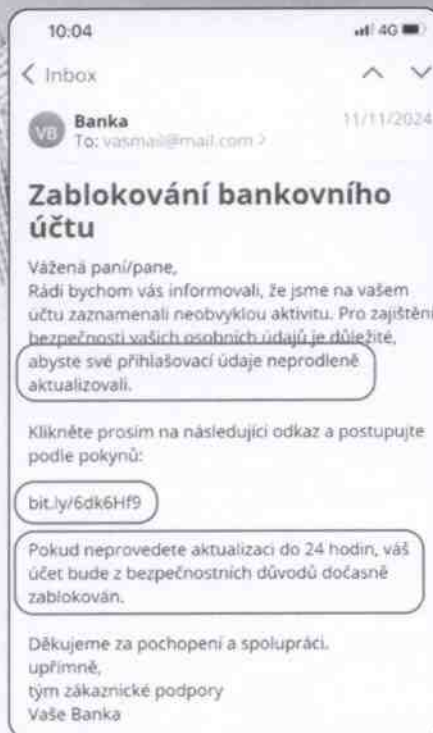 10:04
4G
Inbox
VB
Banka
11/11/2024
To: vasmail@mail.com
Zablokování bankovního
účtu
Vážená paní/pane,
Rádi bychom vás informovali, že jsme na vašem
účtu zaznamenali neobvyklou aktivitu. Pro zajištění
bezpečnosti vašich osobních údajů je důležité,
abyste své přihlašovací údaje neprodleně
aktualizovali.
Klikněte prosím na následující odkaz a postupujte
podle pokynů:
bit.ly/6dk6Hf9
Pokud neprovedete aktualizaci do 24 hodin, váš
účet bude z bezpečnostních důvodů dočasně
zablokován.
Děkujeme za pochopení a spolupráci.
upřímně,
tým zákaznické podpory
Vaše Banka